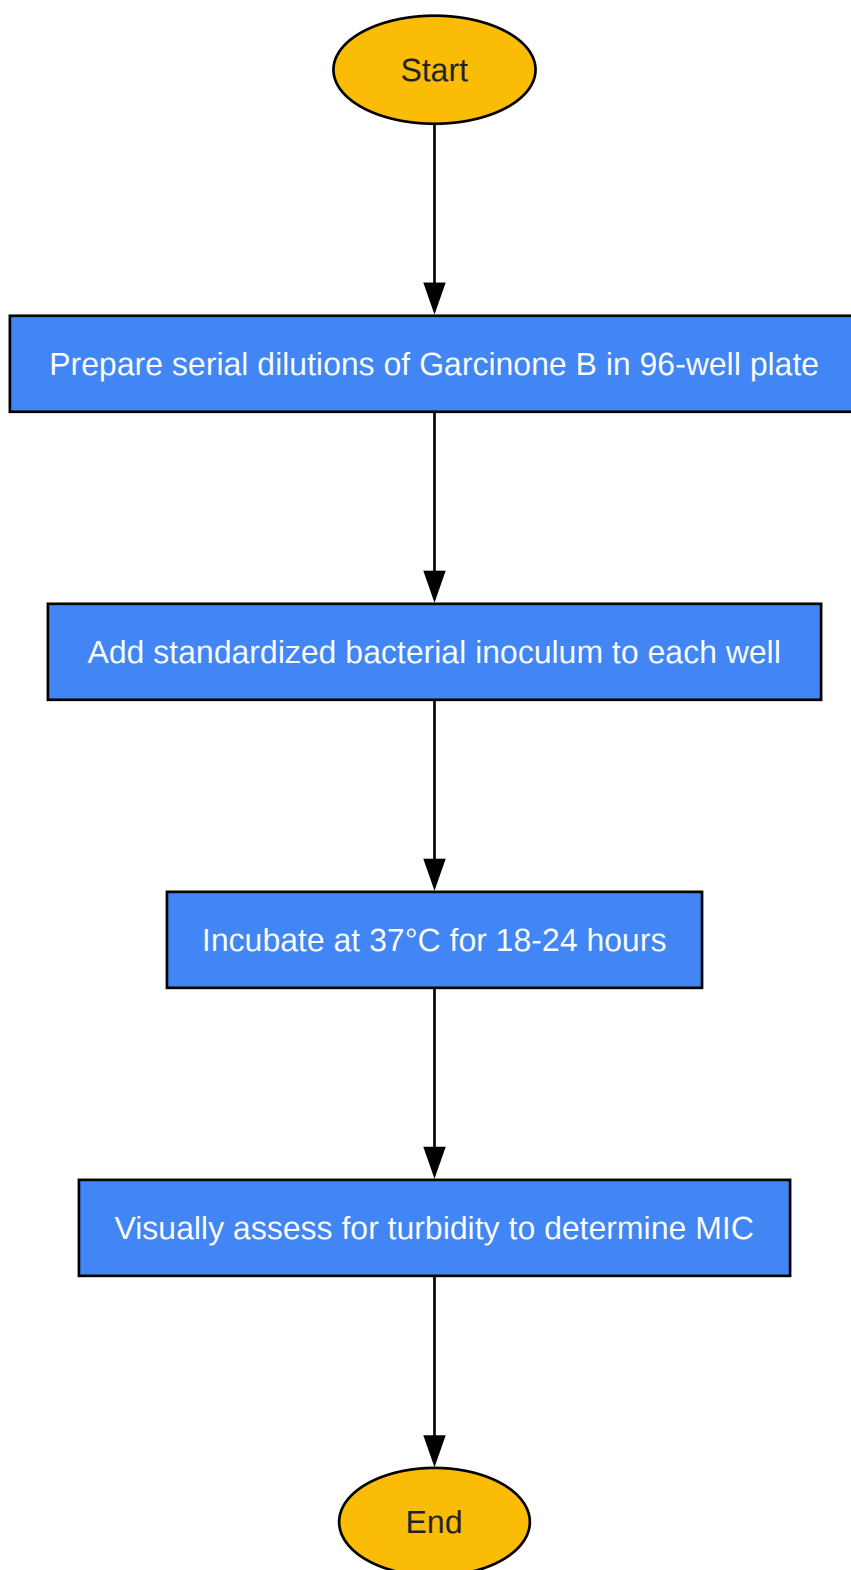 Start
Prepare serial dilutions of Garcinone B in 96-well plate
Add standardized bacterial inoculum to each well
Incubate at 37°C for 18-24 hours
Visually assess for turbidity to determine MIC
End